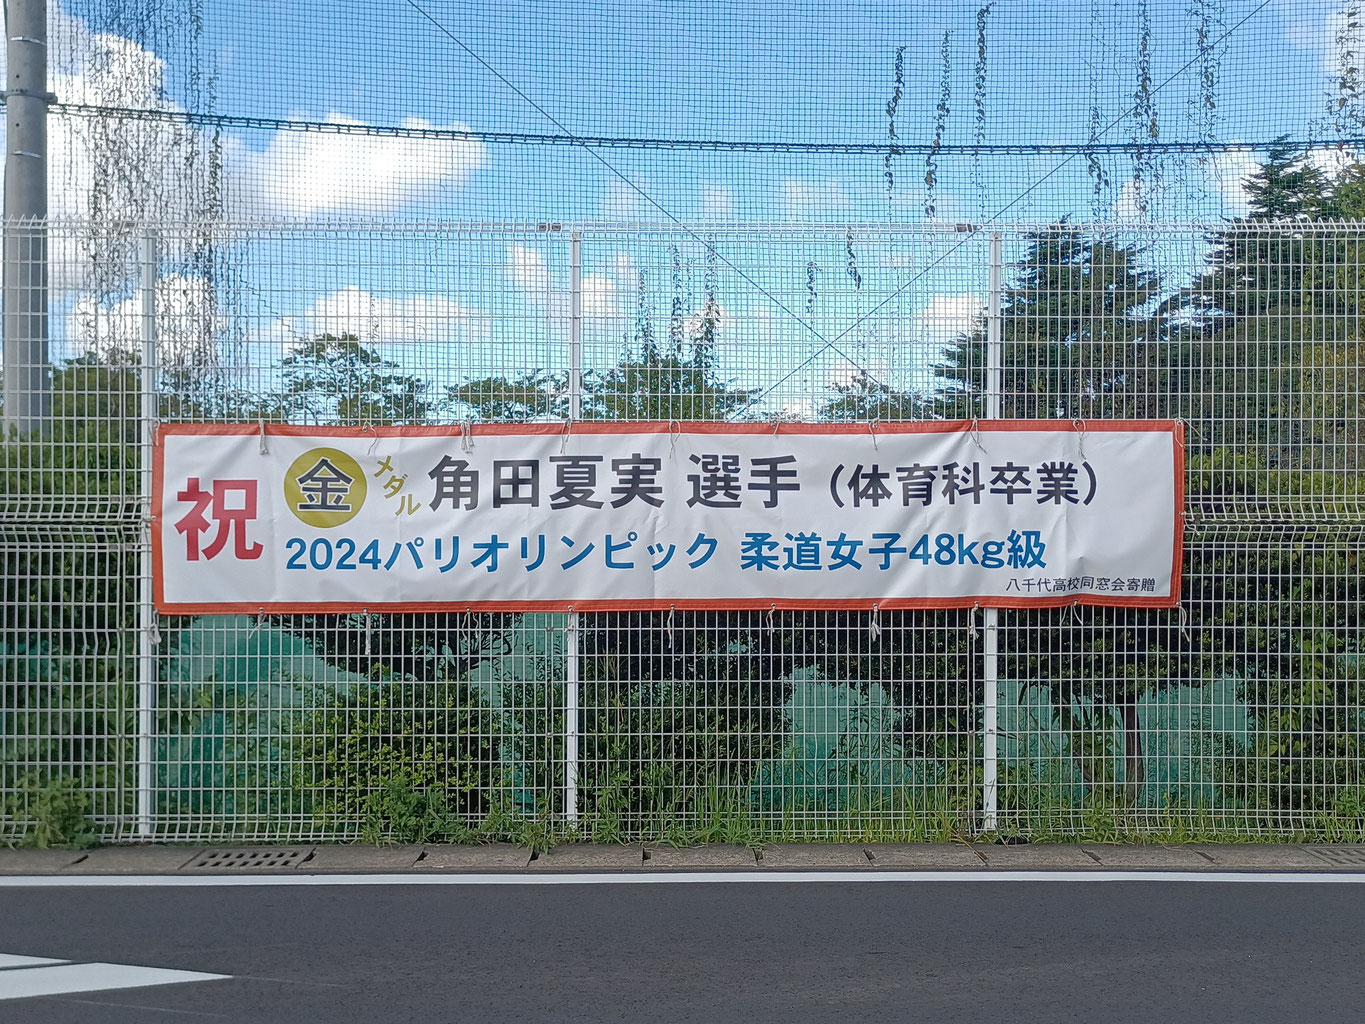 祝
金メダル 角田夏実 選手 (体育科卒業)
2024パリオリンピック 柔道女子48kg級
八千代高校同窓会寄贈